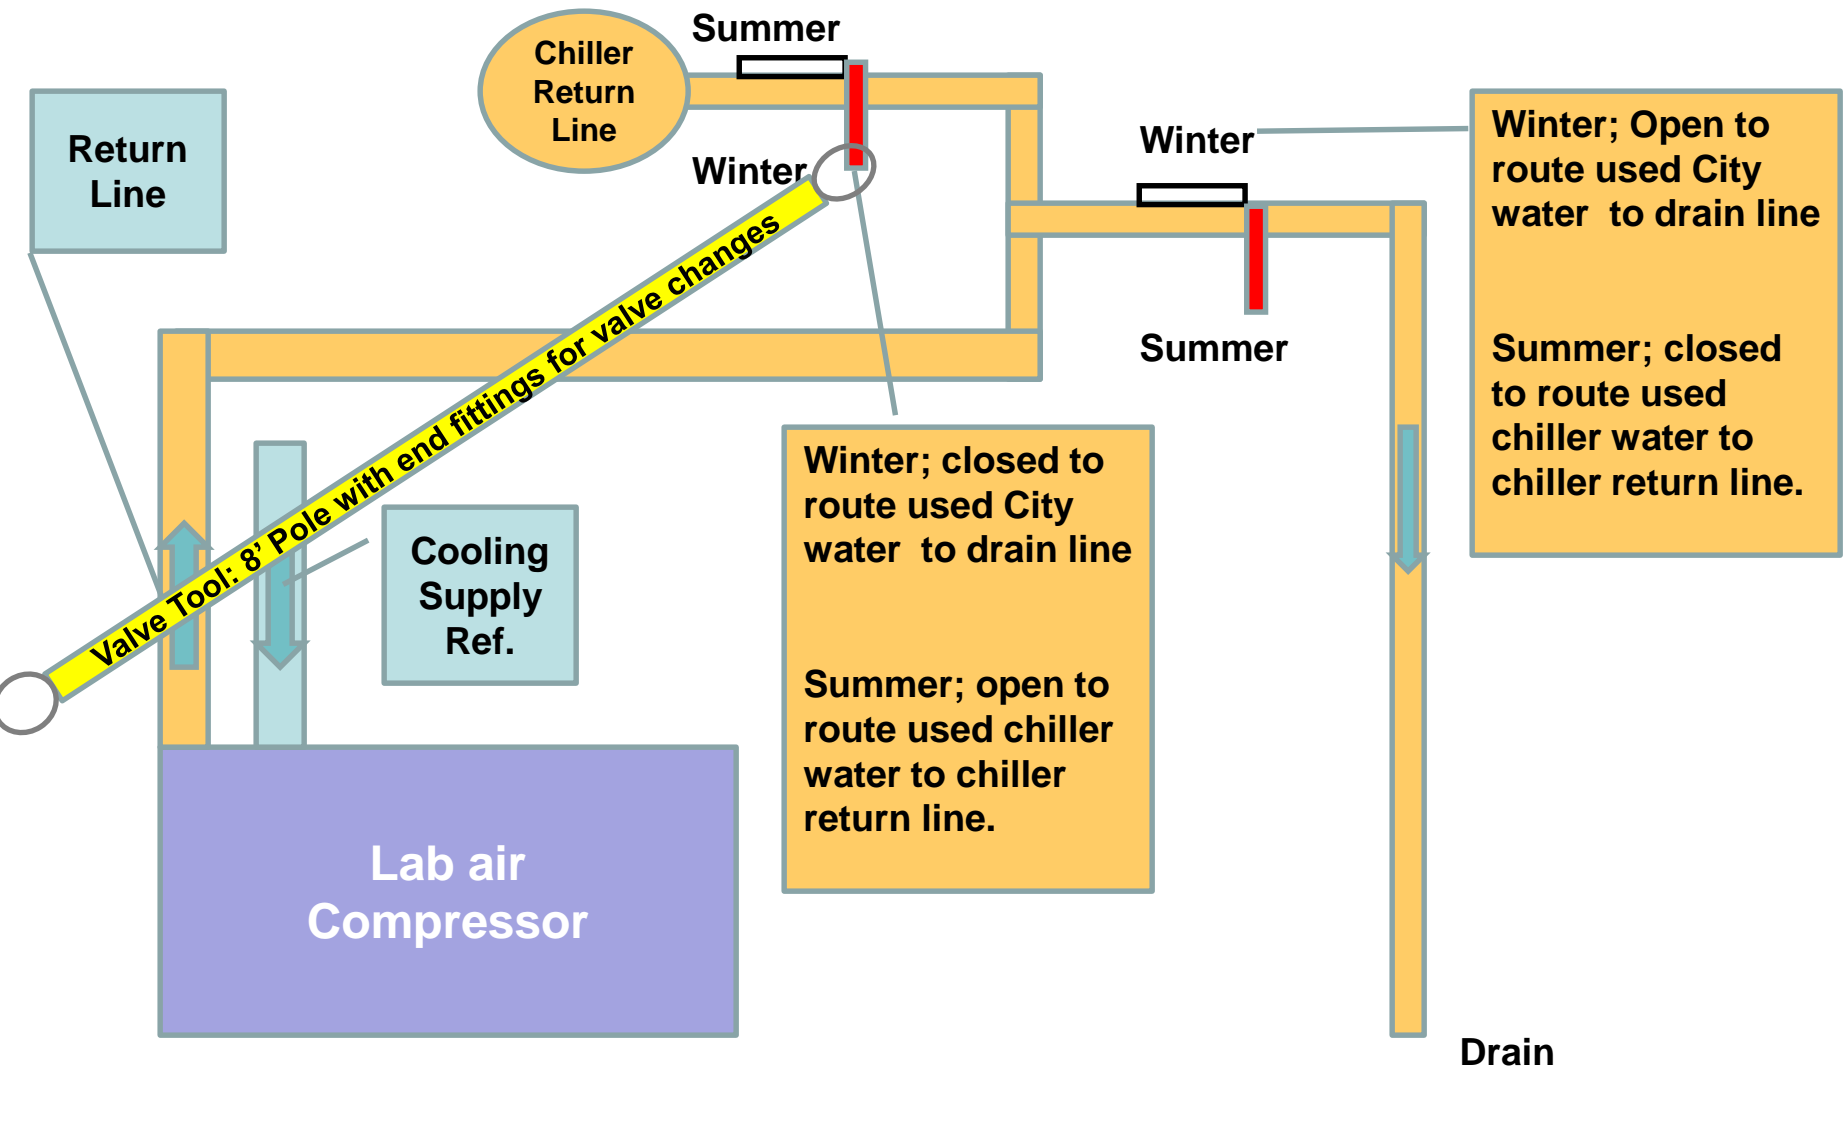 Summer
Chiller
Return
Line
Winter
Return
Line
Valve Tool: 8’ Pole with end fittings for valve changes
Winter
Summer
Winter; Open to
route used City
water  to drain line
Summer; closed
to route used
chiller water to
chiller return line.
Winter; closed to
route used City
water  to drain line
Summer; open to
route used chiller
water to chiller
return line.
Cooling
Supply
Ref.
Lab air
Compressor
Drain